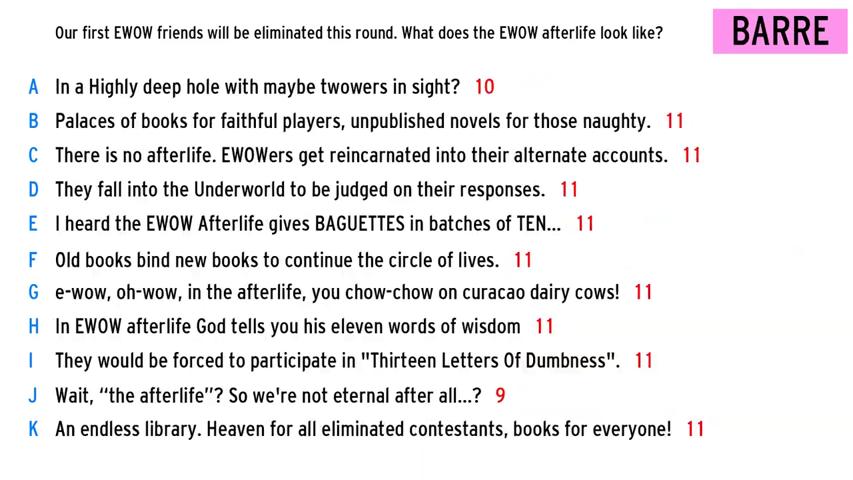 Our first EWOW friends will be eliminated this round. What does the EWOW afterlife look like?
BARRE
A In a Highly deep hole with maybe twowers in sight? 10
B Palaces of books for faithful players, unpublished novels for those naughty. 11
C There is no afterlife. EWOWers get reincarnated into their alternate accounts. 11
D They fall into the Underworld to be judged on their responses. 11
E I heard the EWOW Afterlife gives BAGUETTES in batches of TEN... 11
F Old books bind new books to continue the circle of lives. 11
G e-wow, oh-wow, in the afterlife, you chow-chow on curacao dairy cows! 11
H In EWOW afterlife God tells you his eleven words of wisdom 11
I They would be forced to participate in "Thirteen Letters Of Dumbness". 11
J Wait, “the afterlife”? So we're not eternal after all...? 9
K An endless library. Heaven for all eliminated contestants, books for everyone! 11